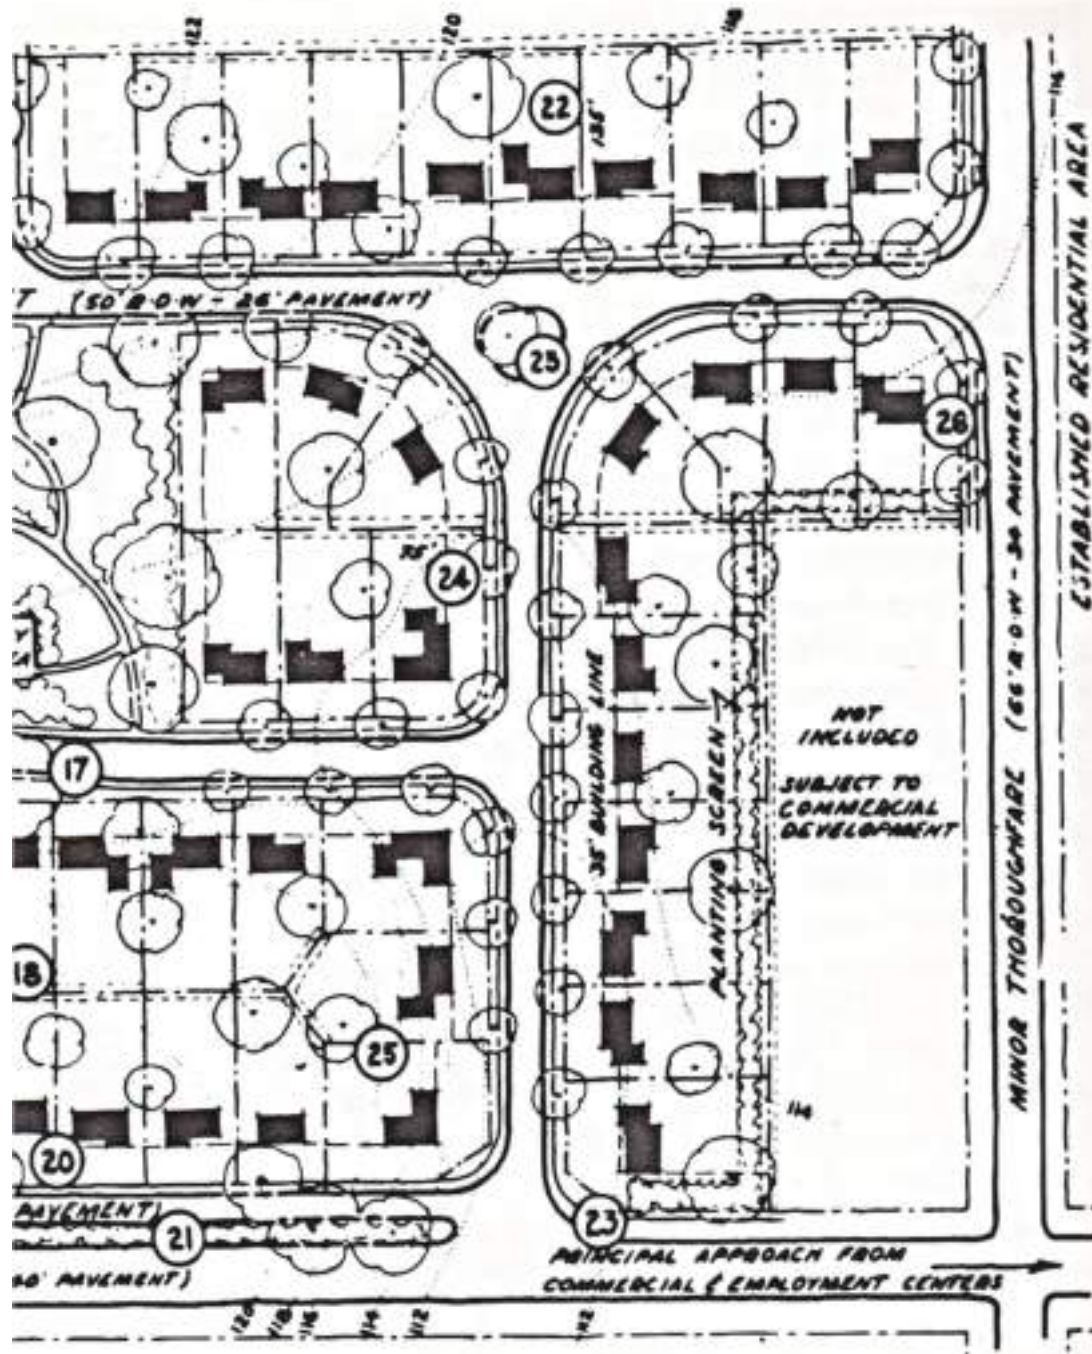 122
120
118
116
22
135'
ESTABLISHED RESIDENTIAL AREA
T (50' R.O.W - 26' PAVEMENT)
25
26
MINOR THOROUGHFARE (66' R.O.W - 36 PAVEMENT)
75'
24
35' BUILDING LINE
PLANTING SCREEN
NOT
INCLUDED
SUBJECT TO
COMMERCIAL
DEVELOPMENT
17
18
25
114
20
PAVEMENT)
21
23
PRINCIPAL APPROACH FROM
COMMERCIAL & EMPLOYMENT CENTERS
PAVEMENT)
120
118
116
114
112
112